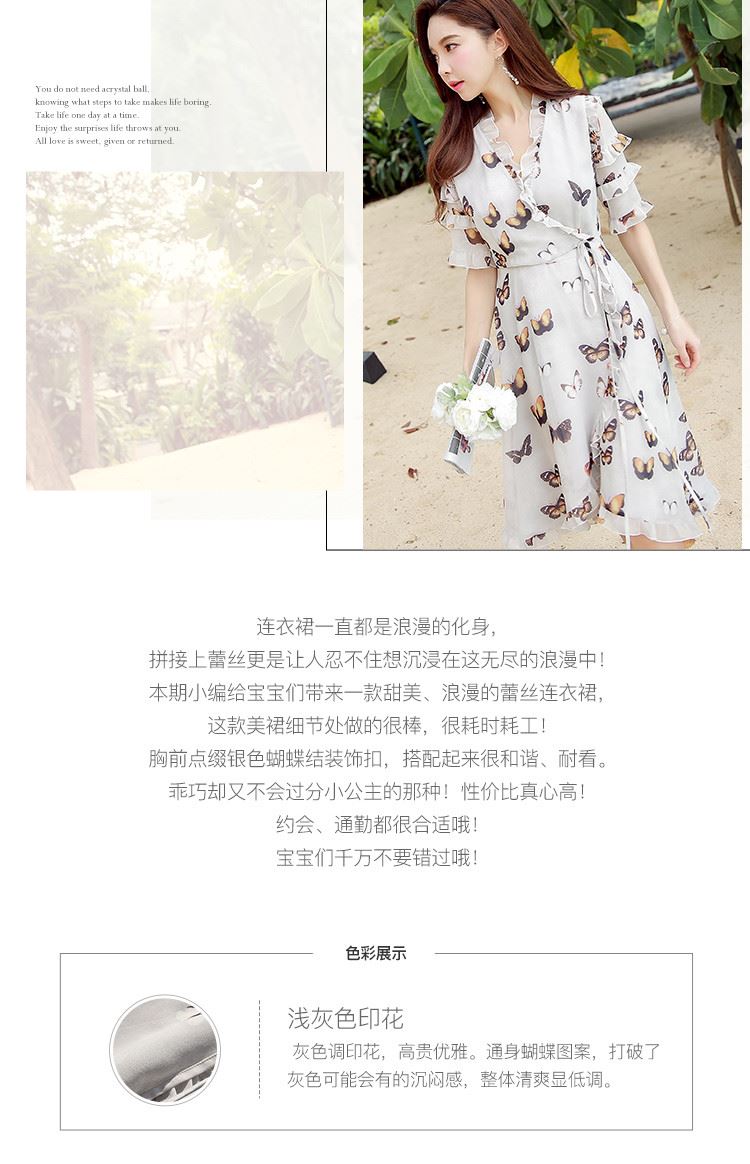 You do not need acrystal ball,
knowing what steps to take makes life boring.
Take life one day at a time.
Enjoy the surprises life throws at you.
All love is sweet, given or returned.
连衣裙一直都是浪漫的化身，
拼接上蕾丝更是让人忍不住想沉浸在这无尽的浪漫中！
本期小编给宝宝们带来一款甜美、浪漫的蕾丝连衣裙，
这款美裙细节处做的很棒，很耗时耗工！
胸前点缀银色蝴蝶结装饰扣，搭配起来很和谐、耐看。
乖巧却又不会过分小公主的那种！性价比真心高！
约会、通勤都很合适哦！
宝宝们千万不要错过哦！
色彩展示
浅灰色印花
灰色调印花，高贵优雅。通身蝴蝶图案，打破了
灰色可能会有的沉闷感，整体清爽显低调。